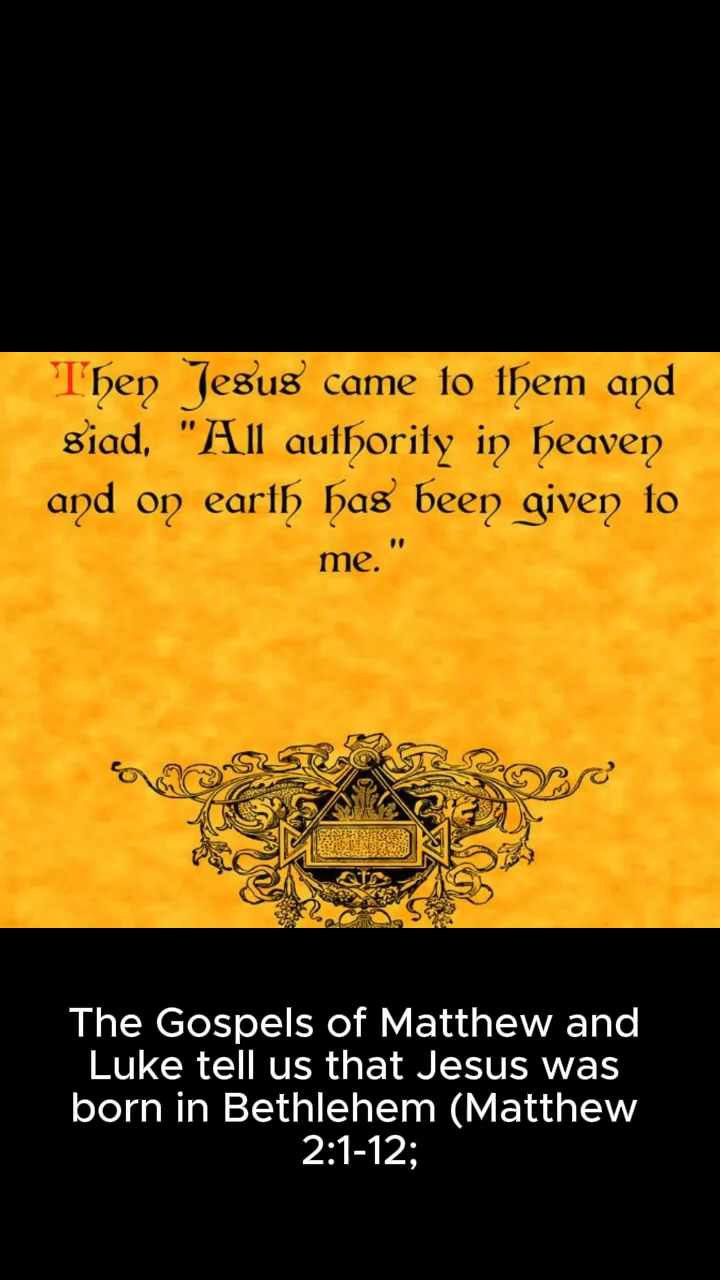 Then Jesus came to them and
siad, "All authority in heaven
and on earth has been given to
me."
The Gospels of Matthew and
Luke tell us that Jesus was
born in Bethlehem (Matthew
2:1-12;